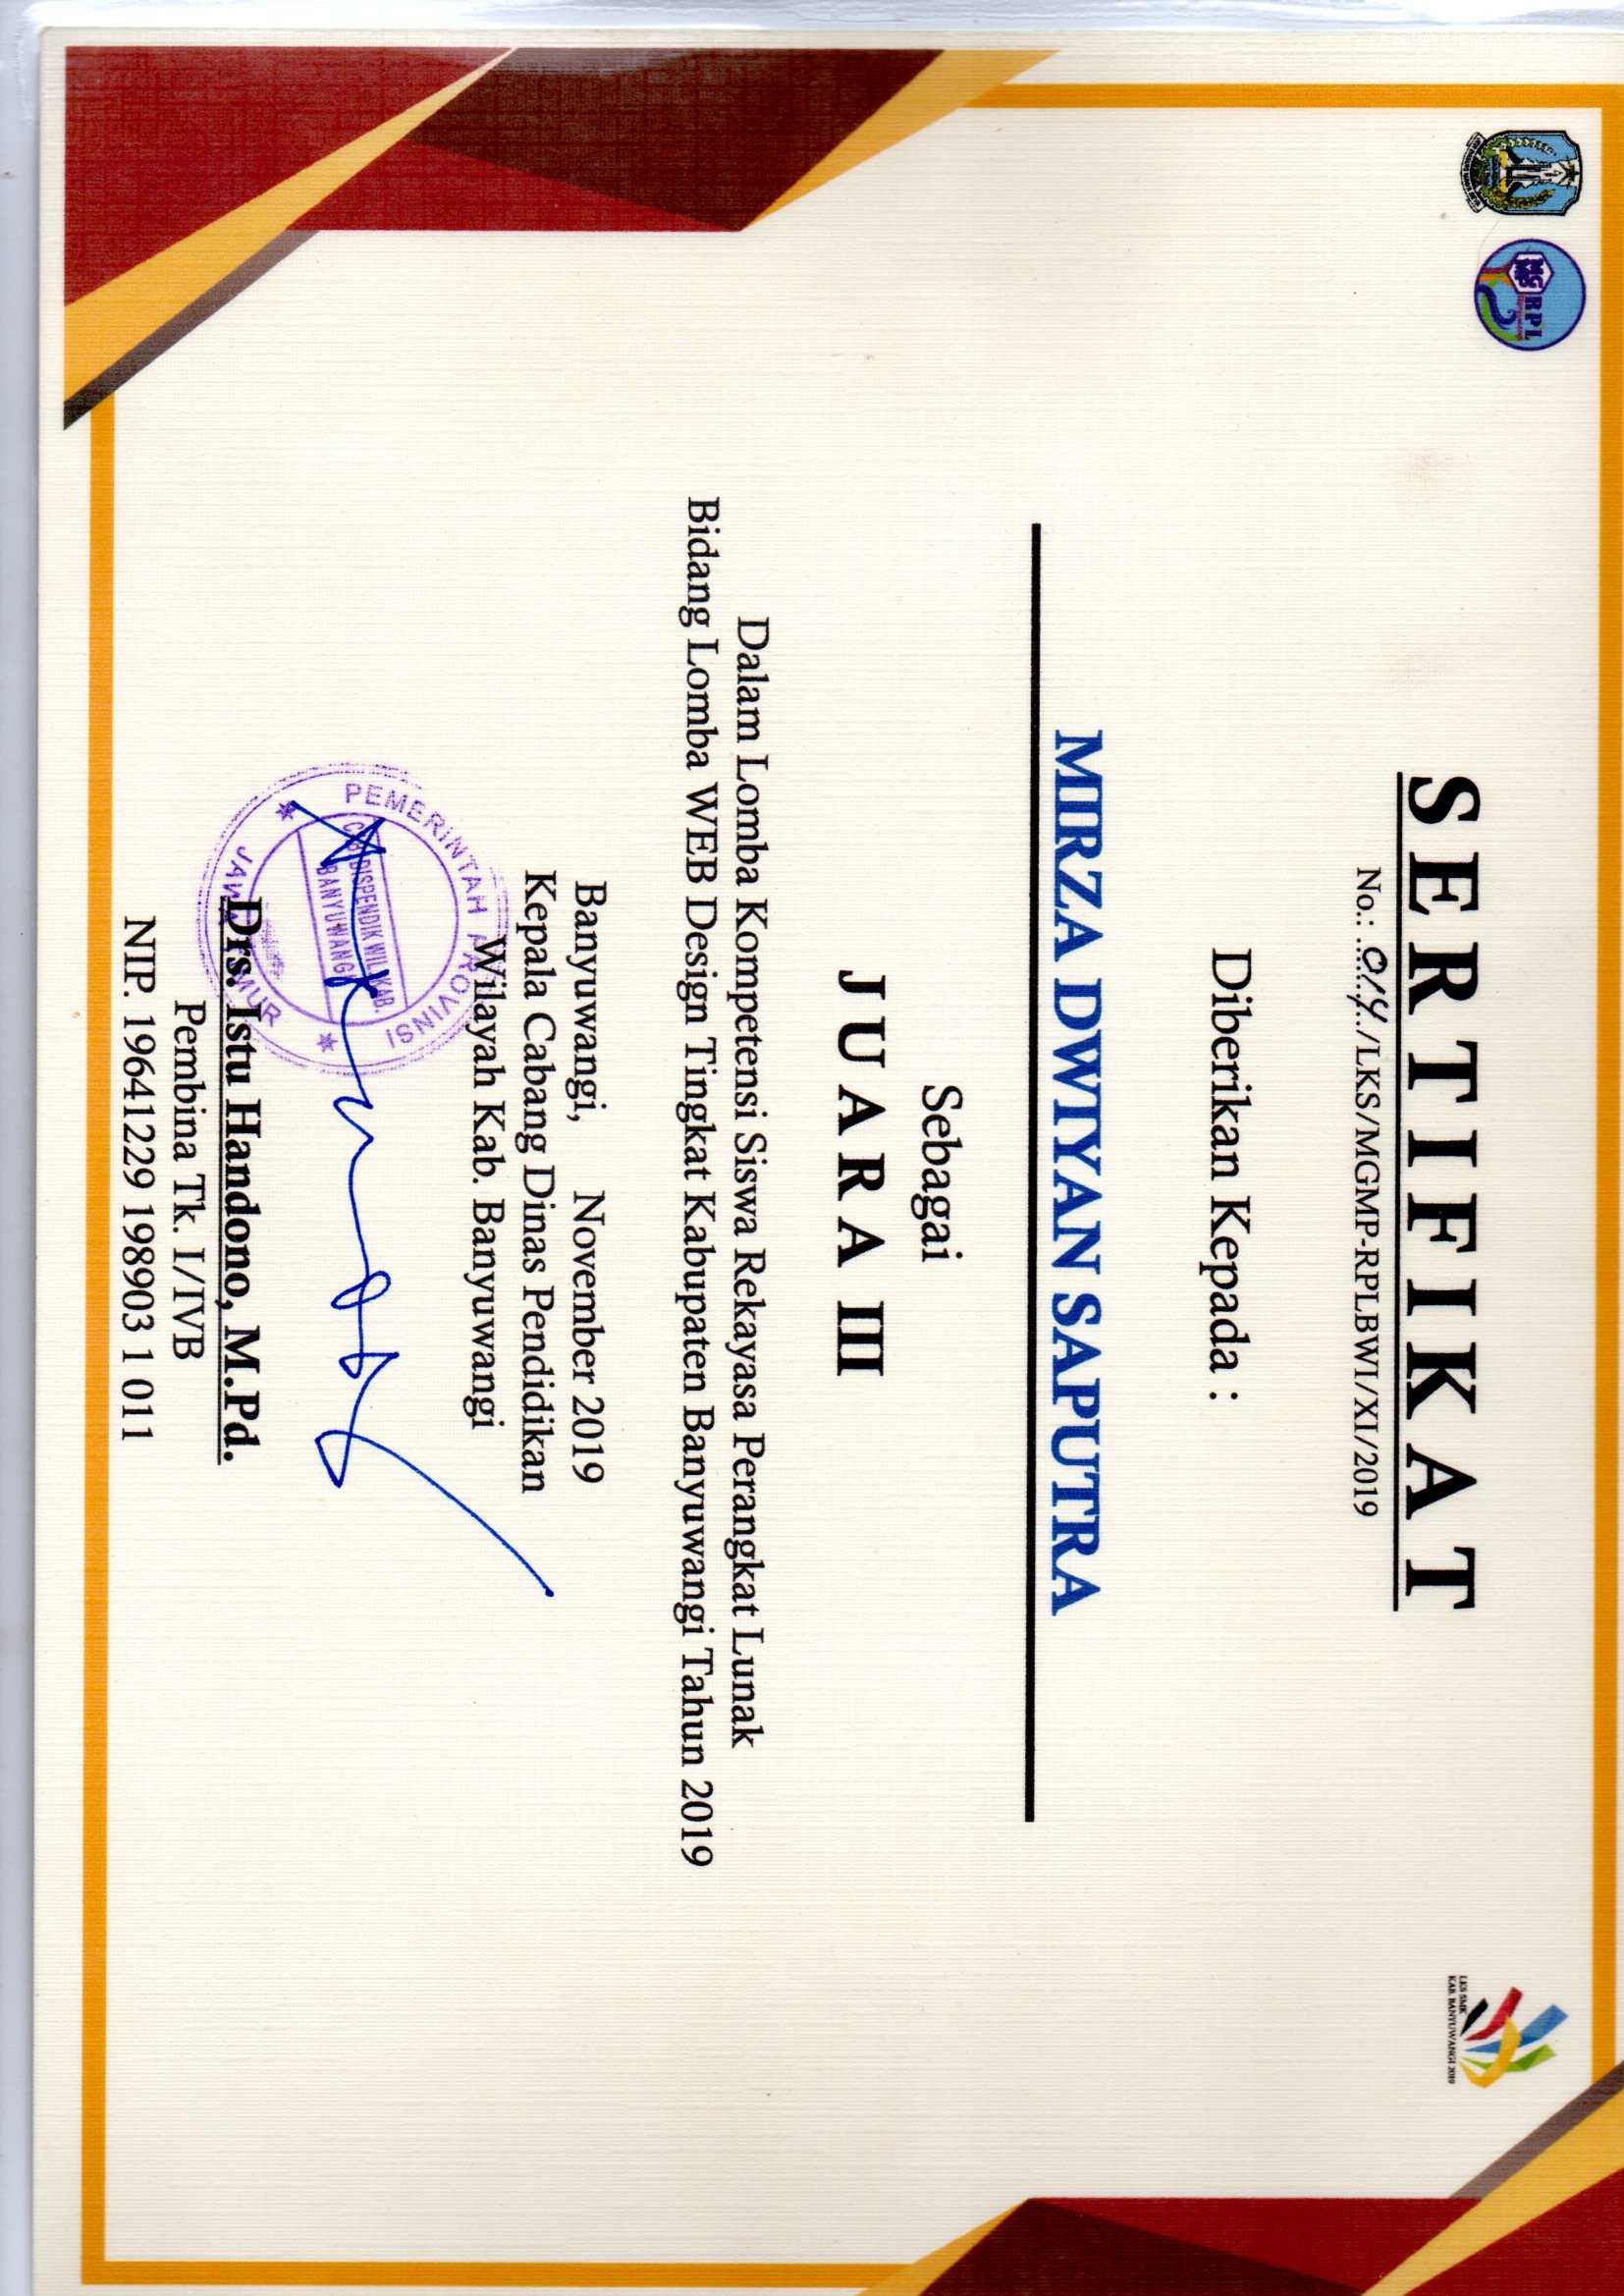 MGMP
RPL
LKS SMK
KAB. BANYUWANGI 2019
SERTIFIKAT
No.: ....../LKS/MGMP-RPLBWI/XI/2019
Diberikan Kepada :
MIRZA DWIYAN SAPUTRA
Sebagai
JUARA III
Dalam Lomba Kompetensi Siswa Rekayasa Perangkat Lunak
Bidang Lomba WEB Design Tingkat Kabupaten Banyuwangi Tahun 2019
Banyuwangi, November 2019
Kepala Cabang Dinas Pendidikan
Wilayah Kab. Banyuwangi
PEMERINTAH PROVINSI
CAB DISPENDIK WIL KAB.
BANYUWANGI
JAWA TIMUR
Drs. Istu Handono, M.Pd.
Pembina Tk. I/IVB
NIP. 19641229 198903 1 011